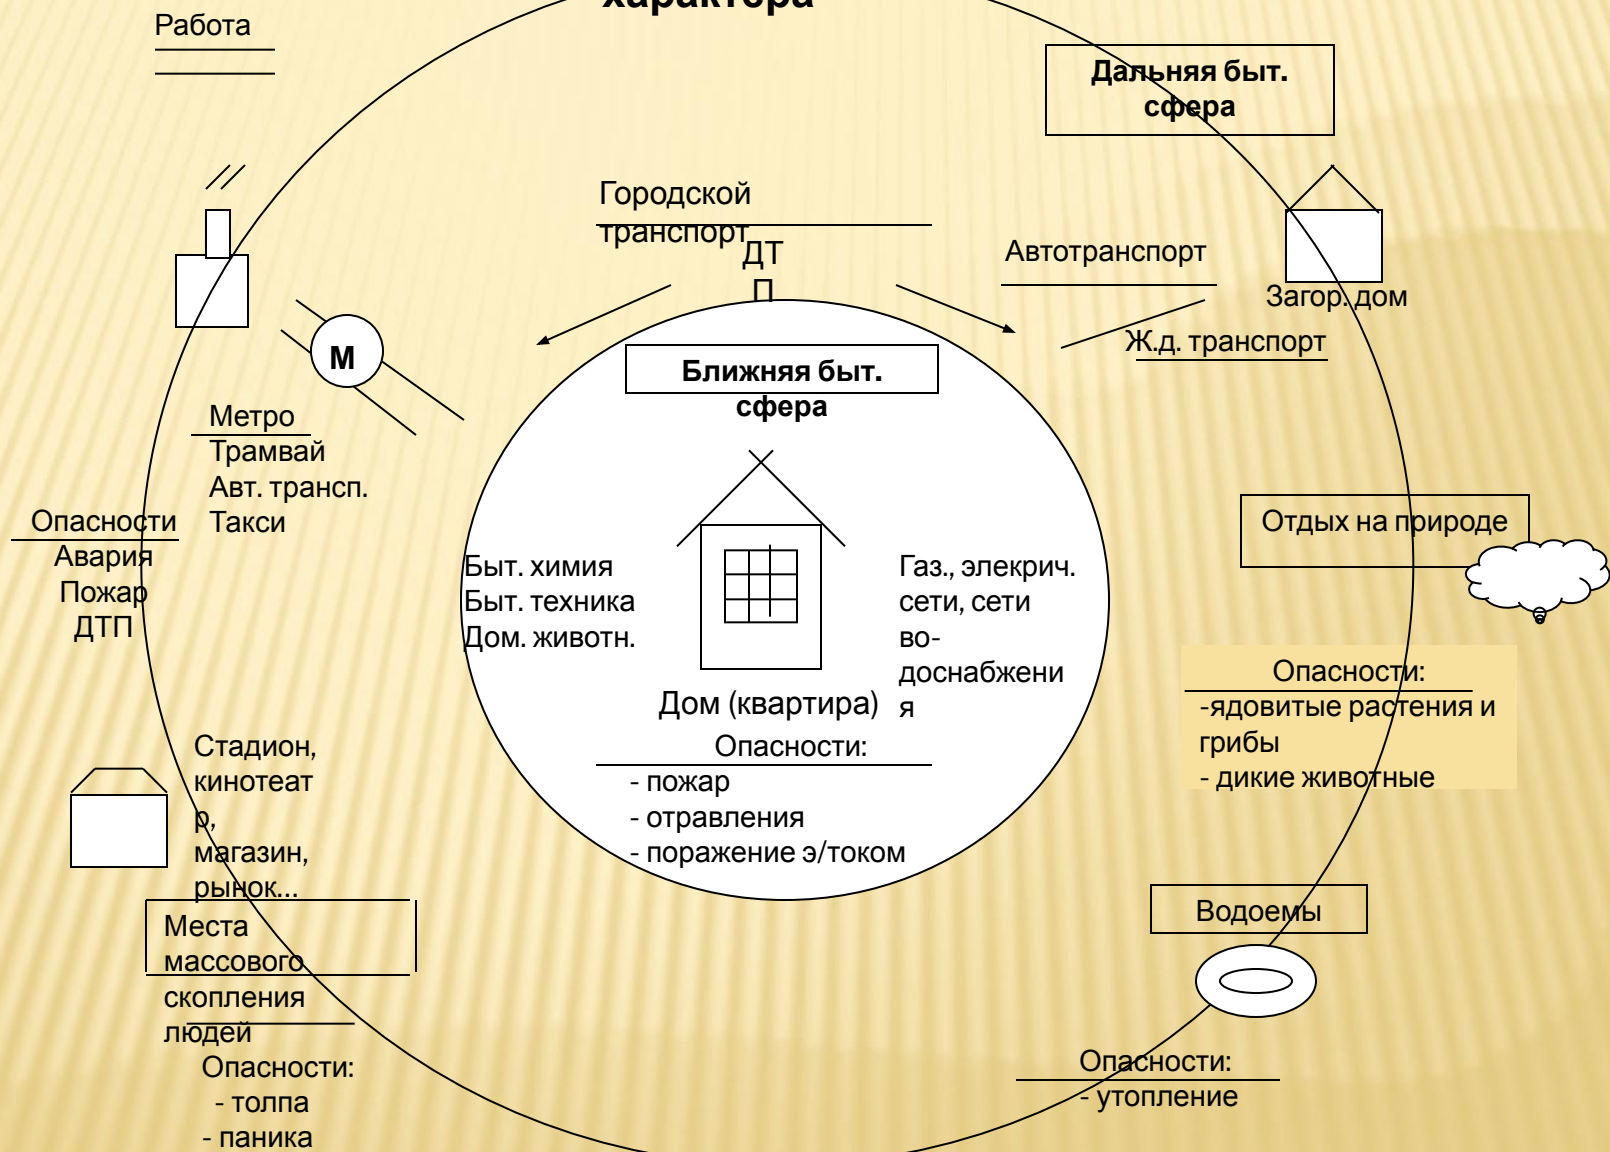 характера
Работа
Дальняя быт.
сфера
Городской
транспорт
ДТ
П
Автотранспорт
Загор. дом
Ж.д. транспорт
М
Ближняя быт.
сфера
Метро
Трамвай
Авт. трансп.
Такси
Опасности
Авария
Пожар
ДТП
Быт. химия
Быт. техника
Дом. животн.
Газ., элекрич.
сети, сети
во-
доснабжени
я
Дом (квартира)
Опасности:
- пожар
- отравления
- поражение э/током
Отдых на природе
Опасности:
-ядовитые растения и
грибы
- дикие животные
Стадион,
кинотеат
р,
магазин,
рынок...
Места
массового
скопления
людей
Опасности:
- толпа
- паника
Водоемы
Опасности:
- утопление